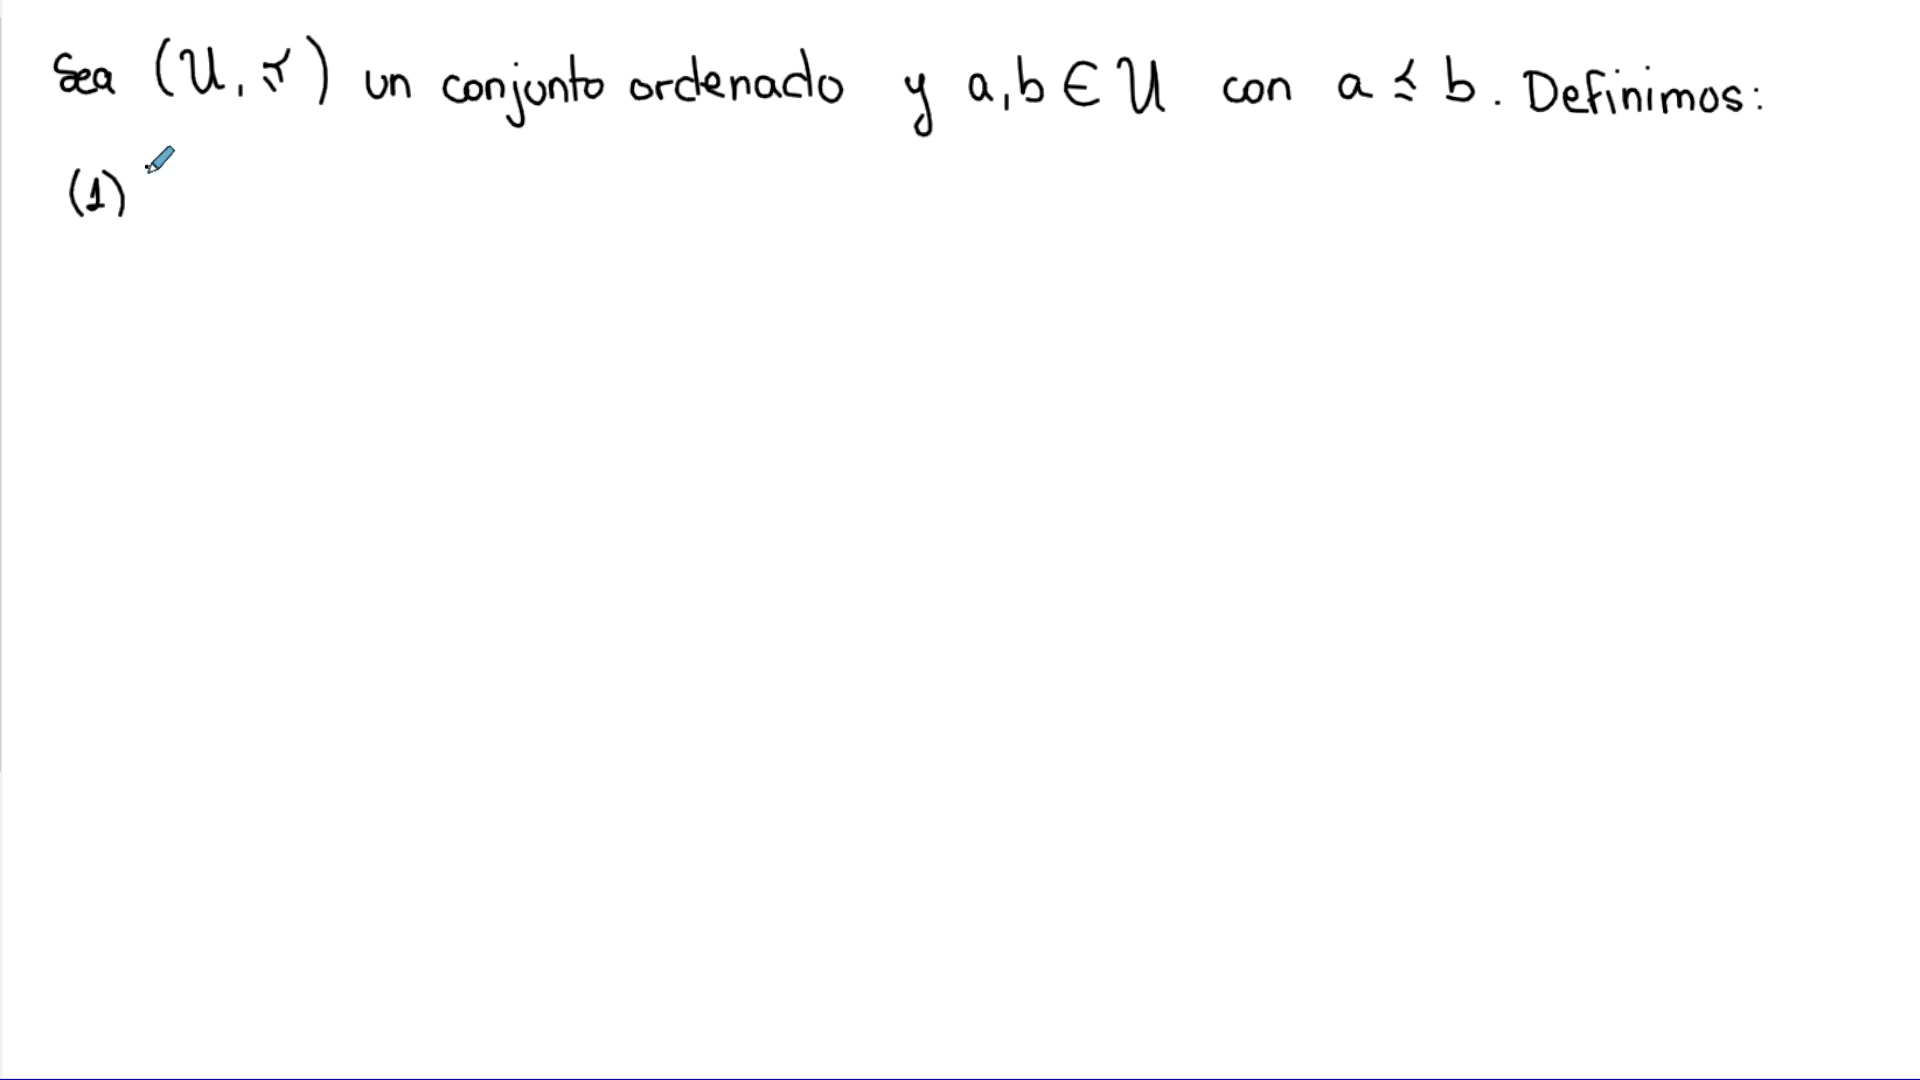 Sea (U, ≼) un conjunto ordenado y a, b ∈ U con a ≼ b. Definimos:
(1)